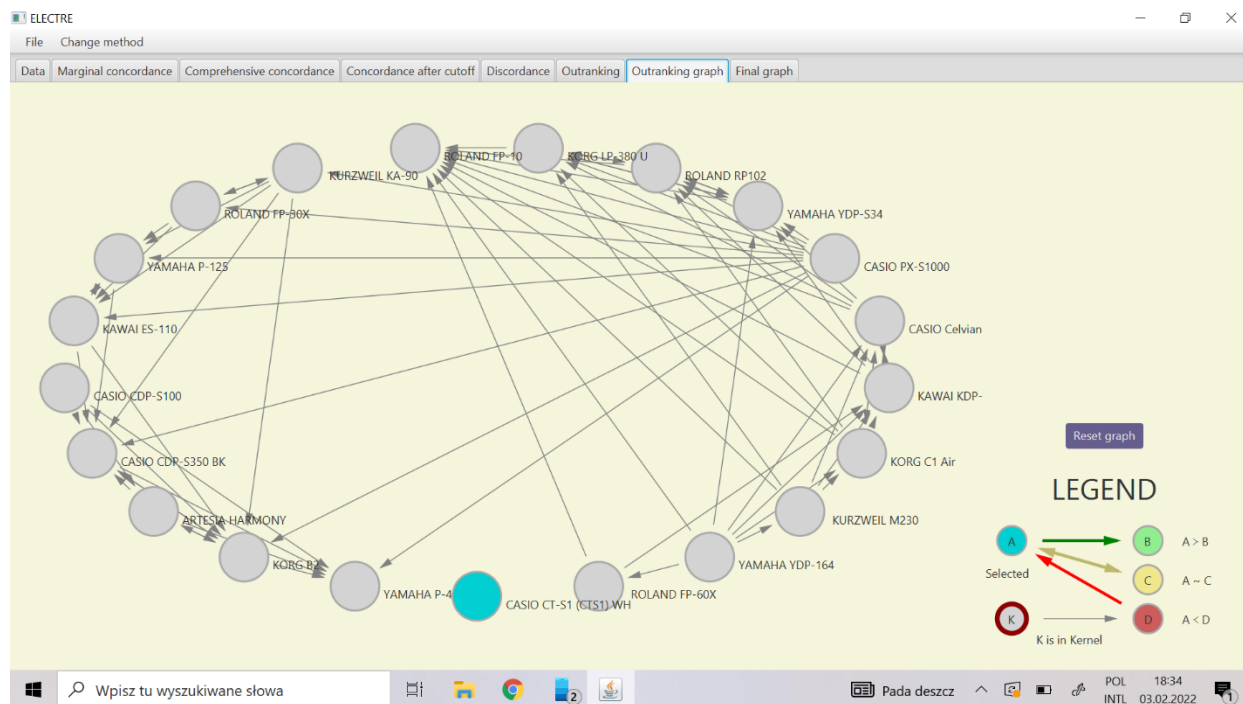 ELECTRE
File Change method
Data Marginal concordance Comprehensive concordance Concordance after cutoff Discordance Outranking Outranking graph Final graph
ROLAND FP-10
KORG LP-380 U
KURZWEIL KA-90
ROLAND RP102
ROLAND FP-30X
YAMAHA YDP-S34
YAMAHA P-125
CASIO PX-S1000
KAWAI ES-110
CASIO Celvian
CASIO CDP-S100
KAWAI KDP-
CASIO CDP-S350 BK
KORG C1 Air
ARTESIA HARMONY
KURZWEIL M230
KORG B2
YAMAHA YDP-164
YAMAHA P-4
CASIO CT-S1 (CTS1) WH
ROLAND FP-60X
Reset graph
LEGEND
A B A > B
Selected
C A ~ C
K D A < D
K is in Kernel
Wpisz tu wyszukiwane słowa
2
Pada deszcz
POL
INTL
18:34
03.02.2022
1